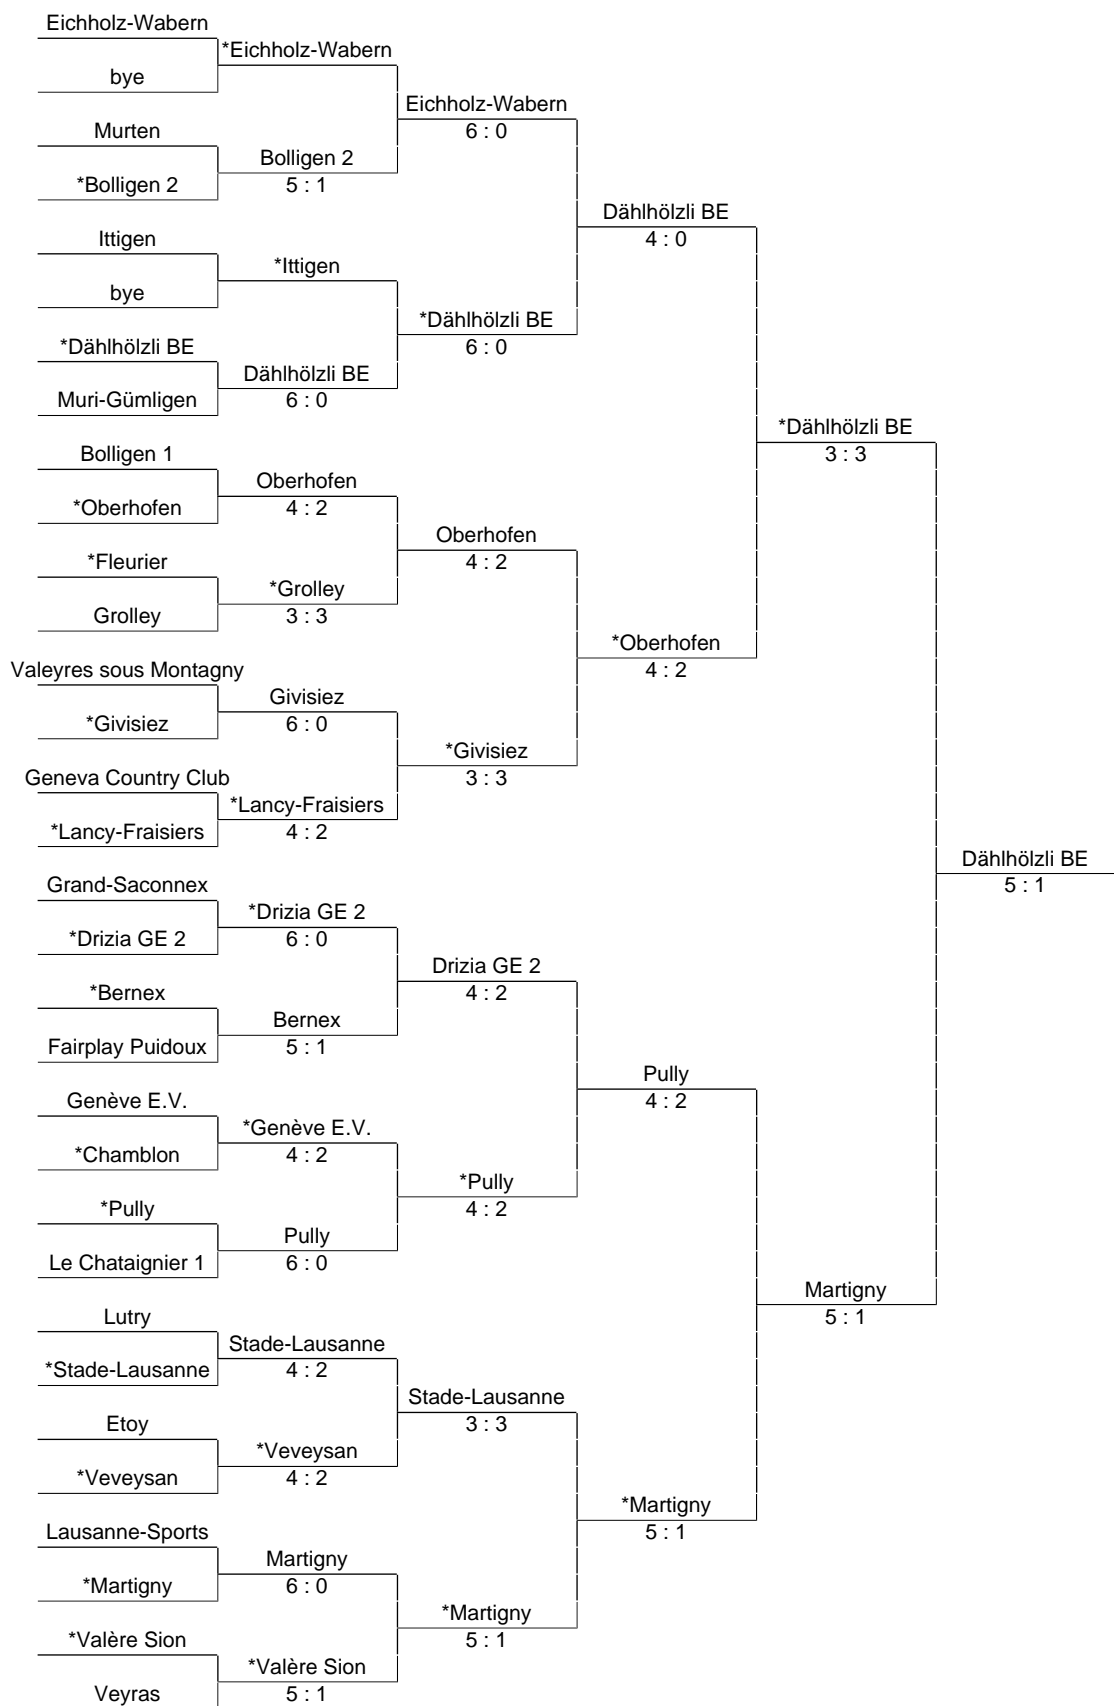 Eichholz-Wabern
*Eichholz-Wabern
bye
Eichholz-Wabern
6 : 0
Murten
Bolligen 2
*Bolligen 2
5 : 1
Dählhölzli BE
4 : 0
Ittigen
*Ittigen
bye
*Dählhölzli BE
6 : 0
*Dählhölzli BE
Dählhölzli BE
Muri-Gümligen
6 : 0
*Dählhölzli BE
3 : 3
Bolligen 1
Oberhofen
*Oberhofen
4 : 2
Oberhofen
4 : 2
*Fleurier
*Grolley
Grolley
3 : 3
*Oberhofen
4 : 2
Valeyres sous Montagny
Givisiez
*Givisiez
6 : 0
*Givisiez
3 : 3
Geneva Country Club
*Lancy-Fraisiers
*Lancy-Fraisiers
4 : 2
Dählhölzli BE
5 : 1
Grand-Saconnex
*Drizia GE 2
*Drizia GE 2
6 : 0
Drizia GE 2
4 : 2
*Bernex
Bernex
Fairplay Puidoux
5 : 1
Pully
4 : 2
Genève E.V.
*Genève E.V.
*Chamblon
4 : 2
*Pully
4 : 2
*Pully
Pully
Le Chataignier 1
6 : 0
Martigny
5 : 1
Lutry
Stade-Lausanne
*Stade-Lausanne
4 : 2
Stade-Lausanne
3 : 3
Etoy
*Veveysan
*Veveysan
4 : 2
*Martigny
5 : 1
Lausanne-Sports
Martigny
*Martigny
6 : 0
*Martigny
5 : 1
*Valère Sion
*Valère Sion
Veyras
5 : 1